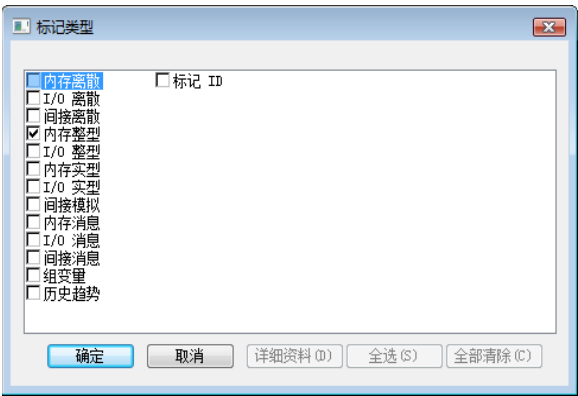 标记类型
内存离散
标记 ID
I/O 离散
间接离散
内存整型
I/O 整型
内存实型
I/O 实型
间接模拟
内存消息
I/O 消息
间接消息
组变量
历史趋势
确定
取消
详细资料(D)
全选(S)
全部清除(C)